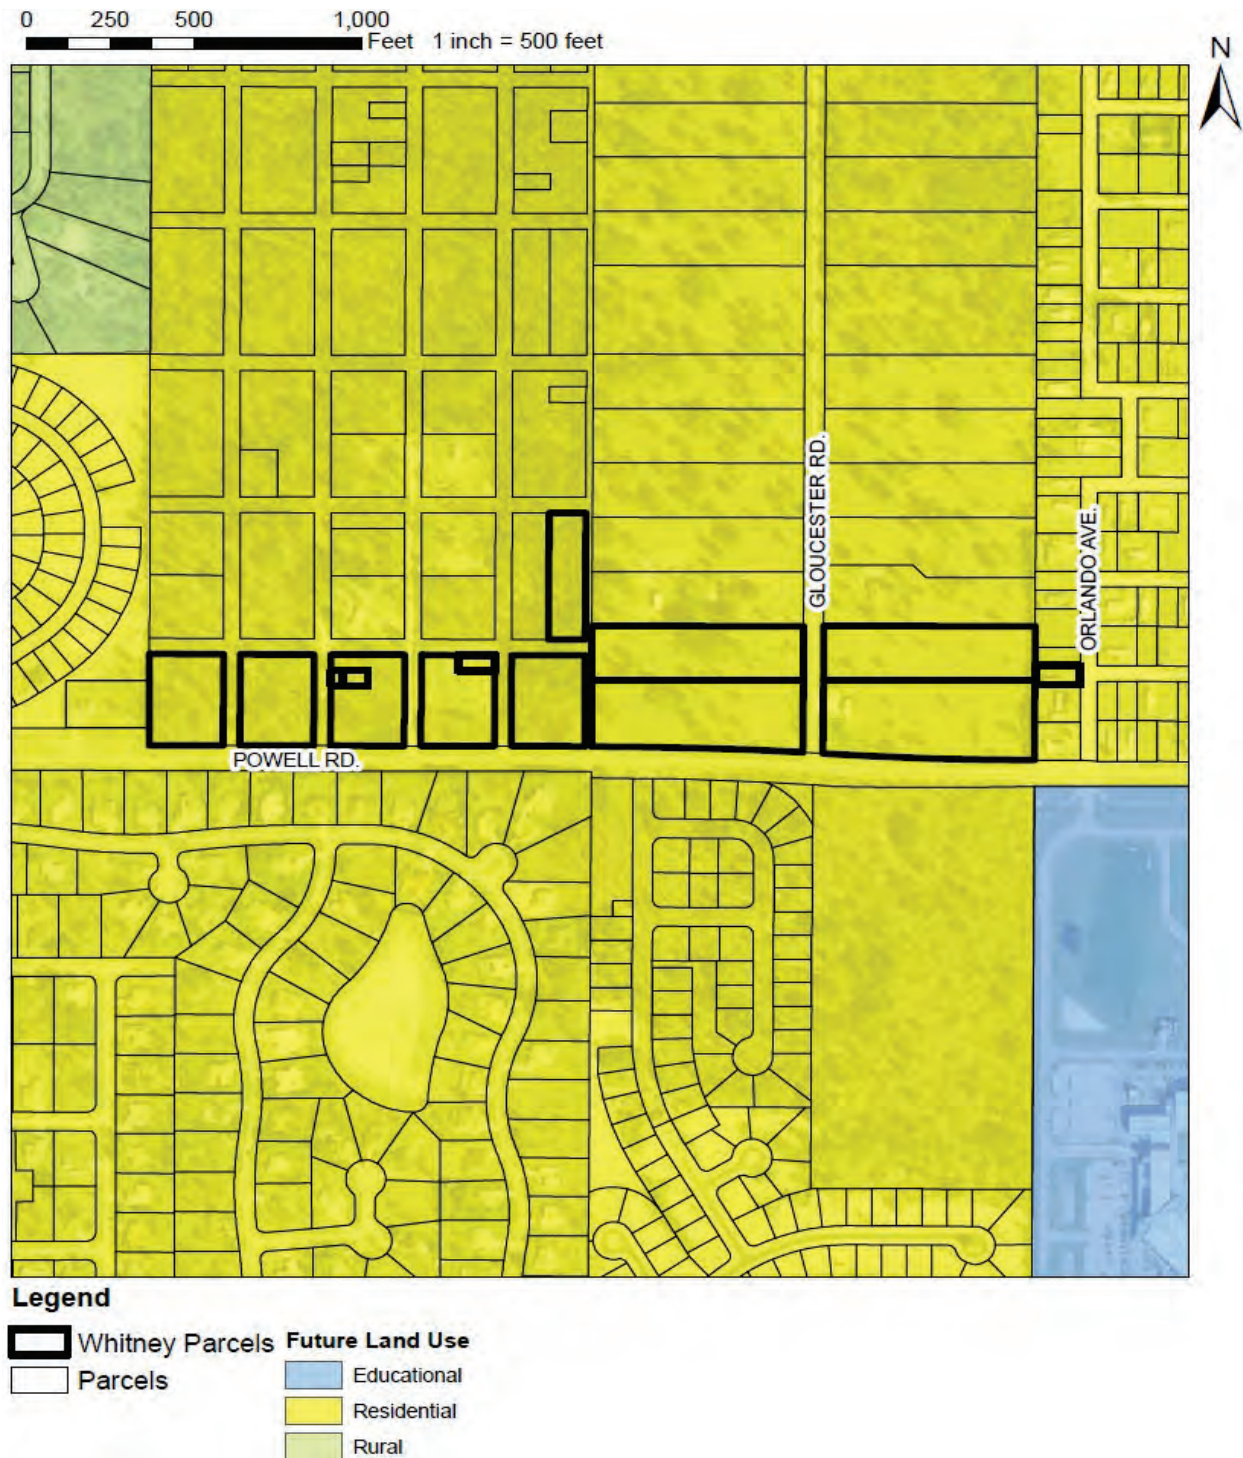 0 250 500 1,000
Feet 1 inch = 500 feet
N
GLOUCESTER RD.
ORLANDO AVE.
POWELL RD.
Legend
Whitney Parcels
Parcels
Future Land Use
Educational
Residential
Rural